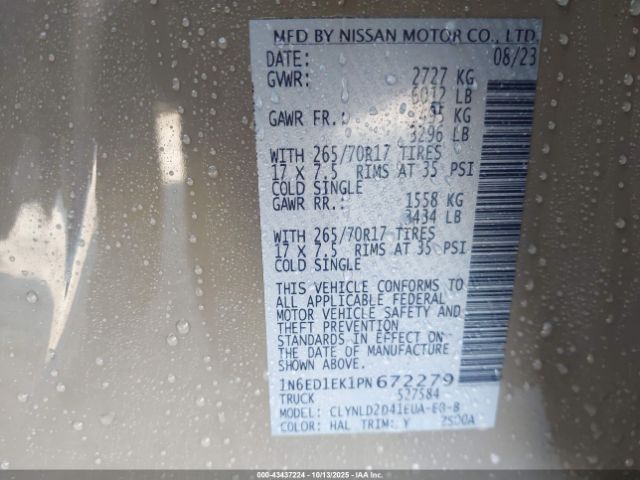 MFD BY NISSAN MOTOR CO., LTD.
DATE: 08/23
GVWR: 2727 KG
6012 LB
GAWR FR.: 1495 KG
3296 LB
WITH 265/70R17 TIRES
17 X 7.5 RIMS AT 35 PSI
COLD SINGLE
GAWR RR.: 1558 KG
3434 LB
WITH 265/70R17 TIRES
17 X 7.5 RIMS AT 35 PSI
COLD SINGLE
THIS VEHICLE CONFORMS TO
ALL APPLICABLE FEDERAL
MOTOR VEHICLE SAFETY AND
THEFT PREVENTION
STANDARDS IN EFFECT ON
THE DATE OF MANUFACTURE
SHOWN ABOVE.
1N6ED1EK1PN672279
TRUCK 527584
MODEL: CLYNLD2D41EUA-EG-B
COLOR: HAL TRIM: Y
000-43437224 | 10/13/2025 | IAAI.COM